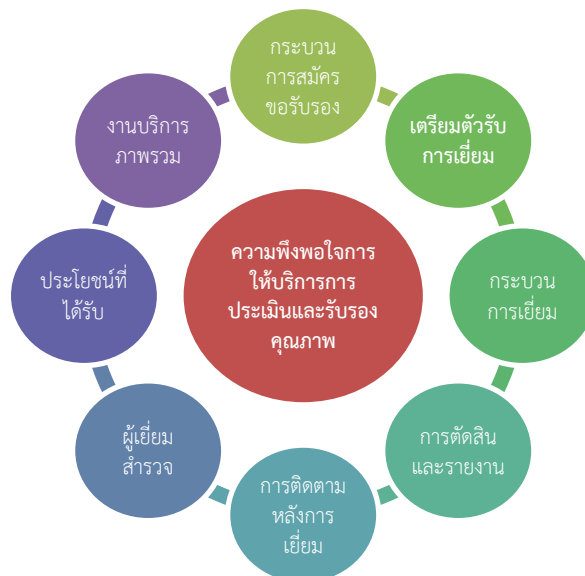 กระบวน
การสมัคร
ขอรับรอง
เตรียมตัวรับ
การเยี่ยม
กระบวน
การเยี่ยม
การตัดสิน
และรายงาน
การติดตาม
หลังการ
เยี่ยม
ผู้เยี่ยม
สำรวจ
ประโยชน์ที่
ได้รับ
งานบริการ
ภาพรวม
ความพึงพอใจการ
ให้บริการการ
ประเมินและรับรอง
คุณภาพ